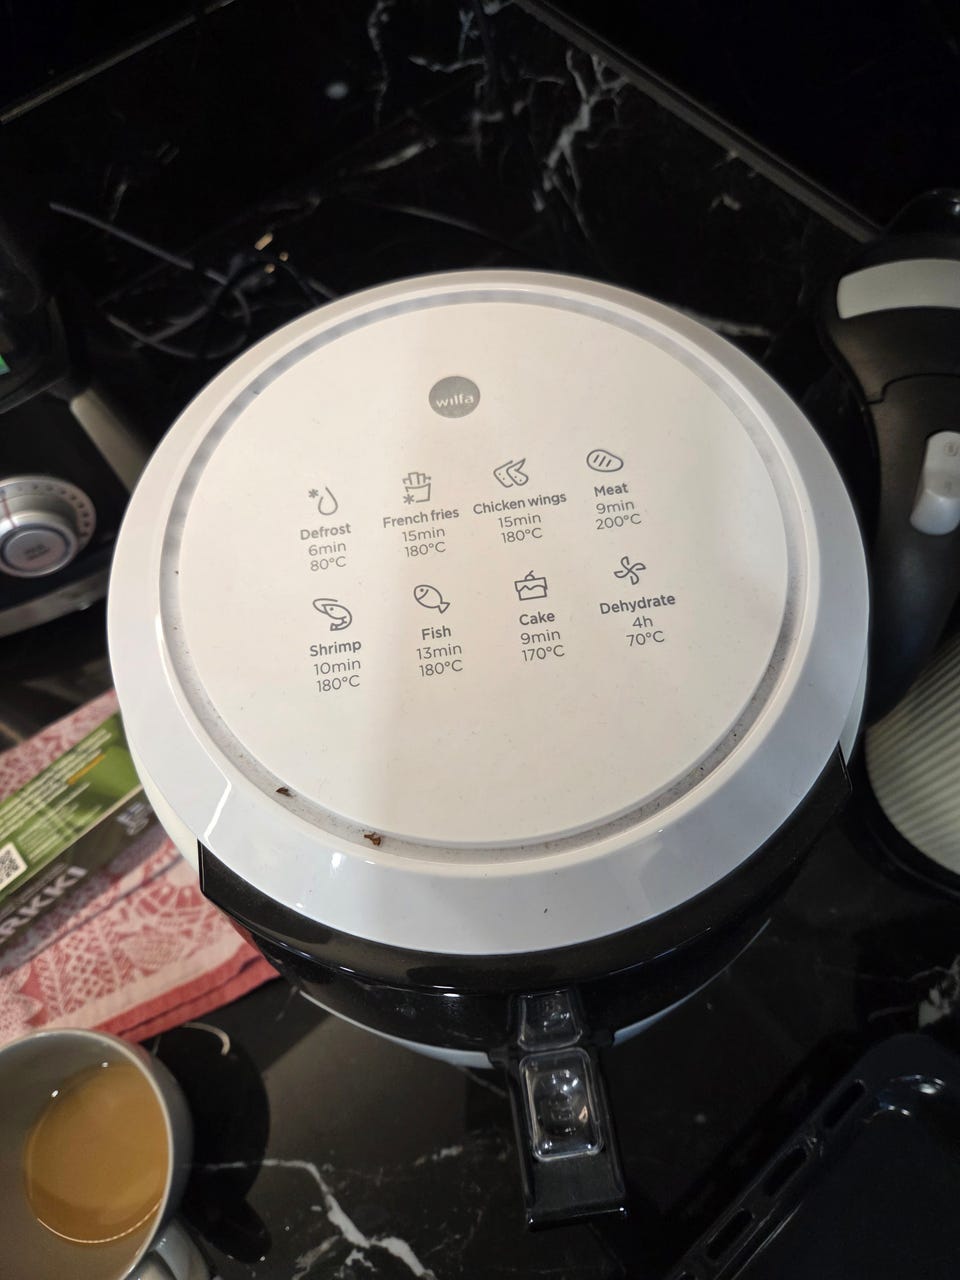 wilfa
Defrost
6min
80°C
French fries
15min
180°C
Chicken wings
15min
180°C
Meat
9min
200°C
Shrimp
10min
180°C
Fish
13min
180°C
Cake
9min
170°C
Dehydrate
4h
70°C
RKKI